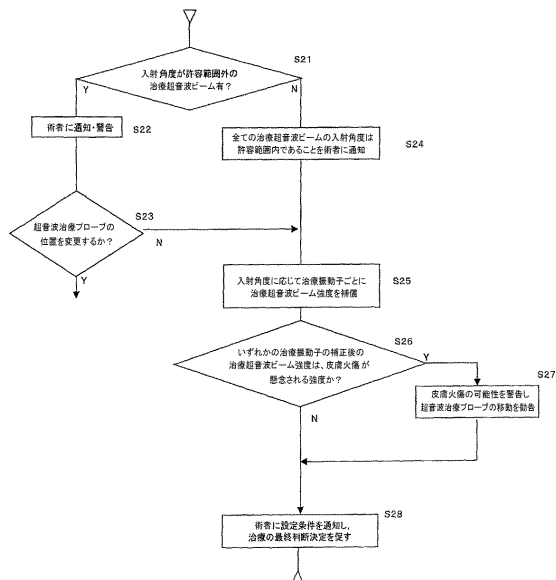 S21
入射角度が許容範囲外の
治療超音波ビーム有?
Y
N
術者に通知・警告
S22
全ての治療超音波ビームの入射角度は
許容範囲内であることを術者に通知
S24
S23
超音波治療プローブの
位置を変更するか?
N
Y
入射角度に応じて治療振動子ごとに
治療超音波ビーム強度を補償
S25
S26
いずれかの治療振動子の補正後の
治療超音波ビーム強度は、皮膚火傷が
懸念される強度か?
Y
N
S27
皮膚火傷の可能性を警告し
超音波治療プローブの移動を勧告
S28
術者に設定条件を通知し、
治療の最終判断決定を促す